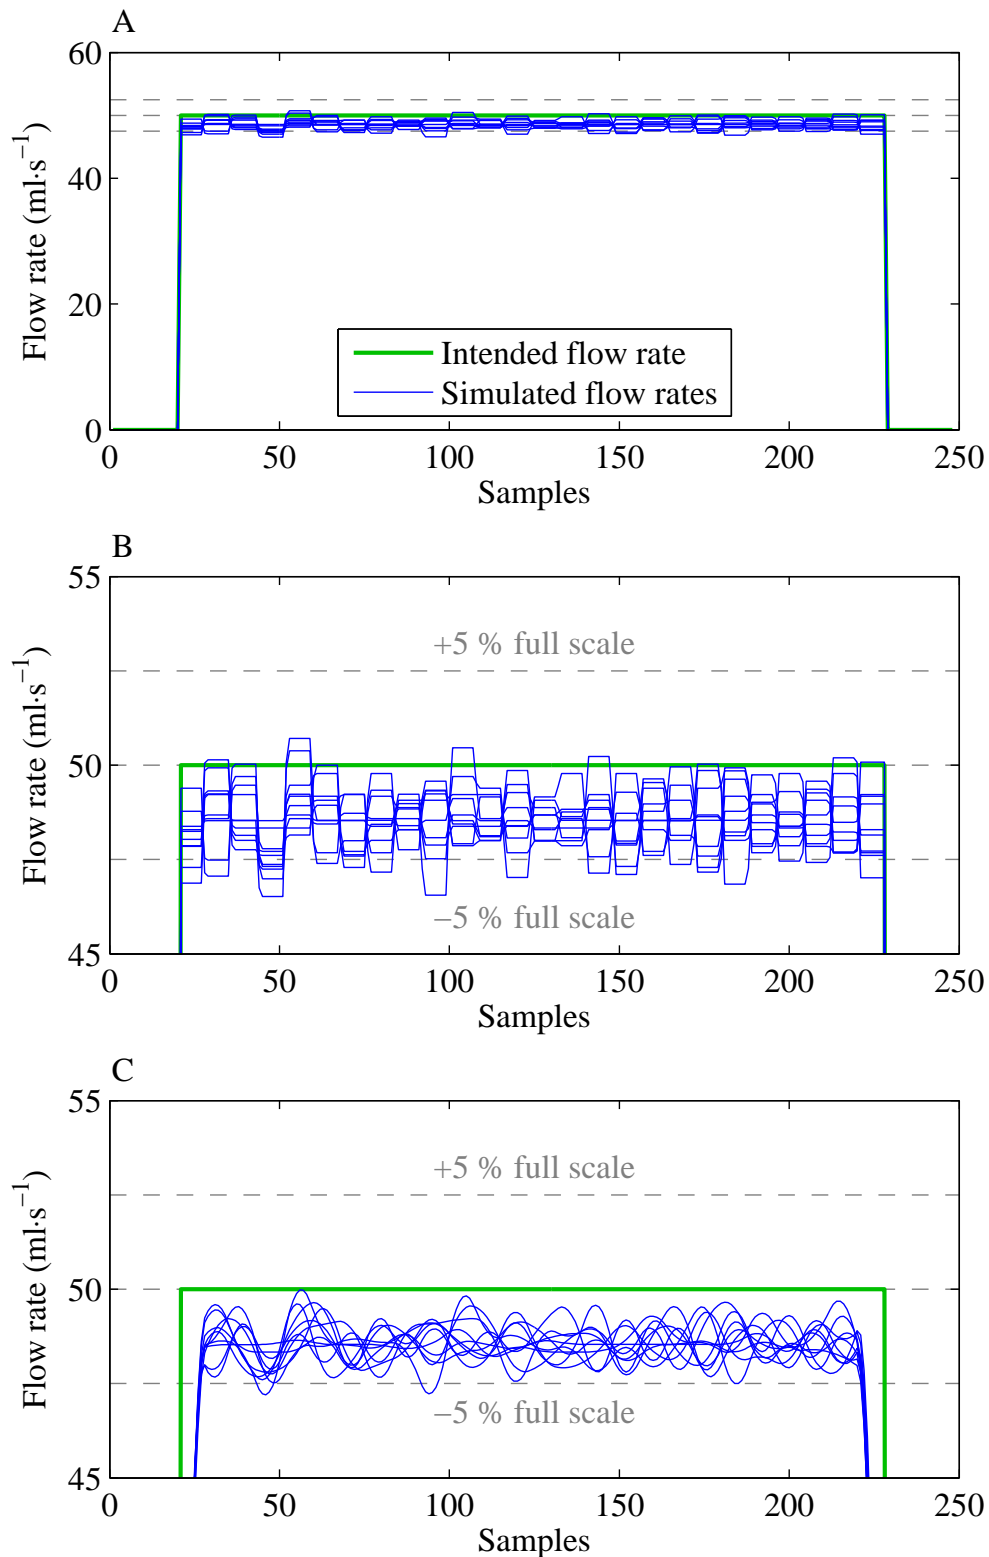 A
60
40
20
0
Flow rate (ml·s⁻¹)
Intended flow rate
Simulated flow rates
0 50 100 150 200 250
Samples
B
55
50
45
Flow rate (ml·s⁻¹)
+5 % full scale
−5 % full scale
0 50 100 150 200 250
Samples
C
55
50
45
Flow rate (ml·s⁻¹)
+5 % full scale
−5 % full scale
0 50 100 150 200 250
Samples